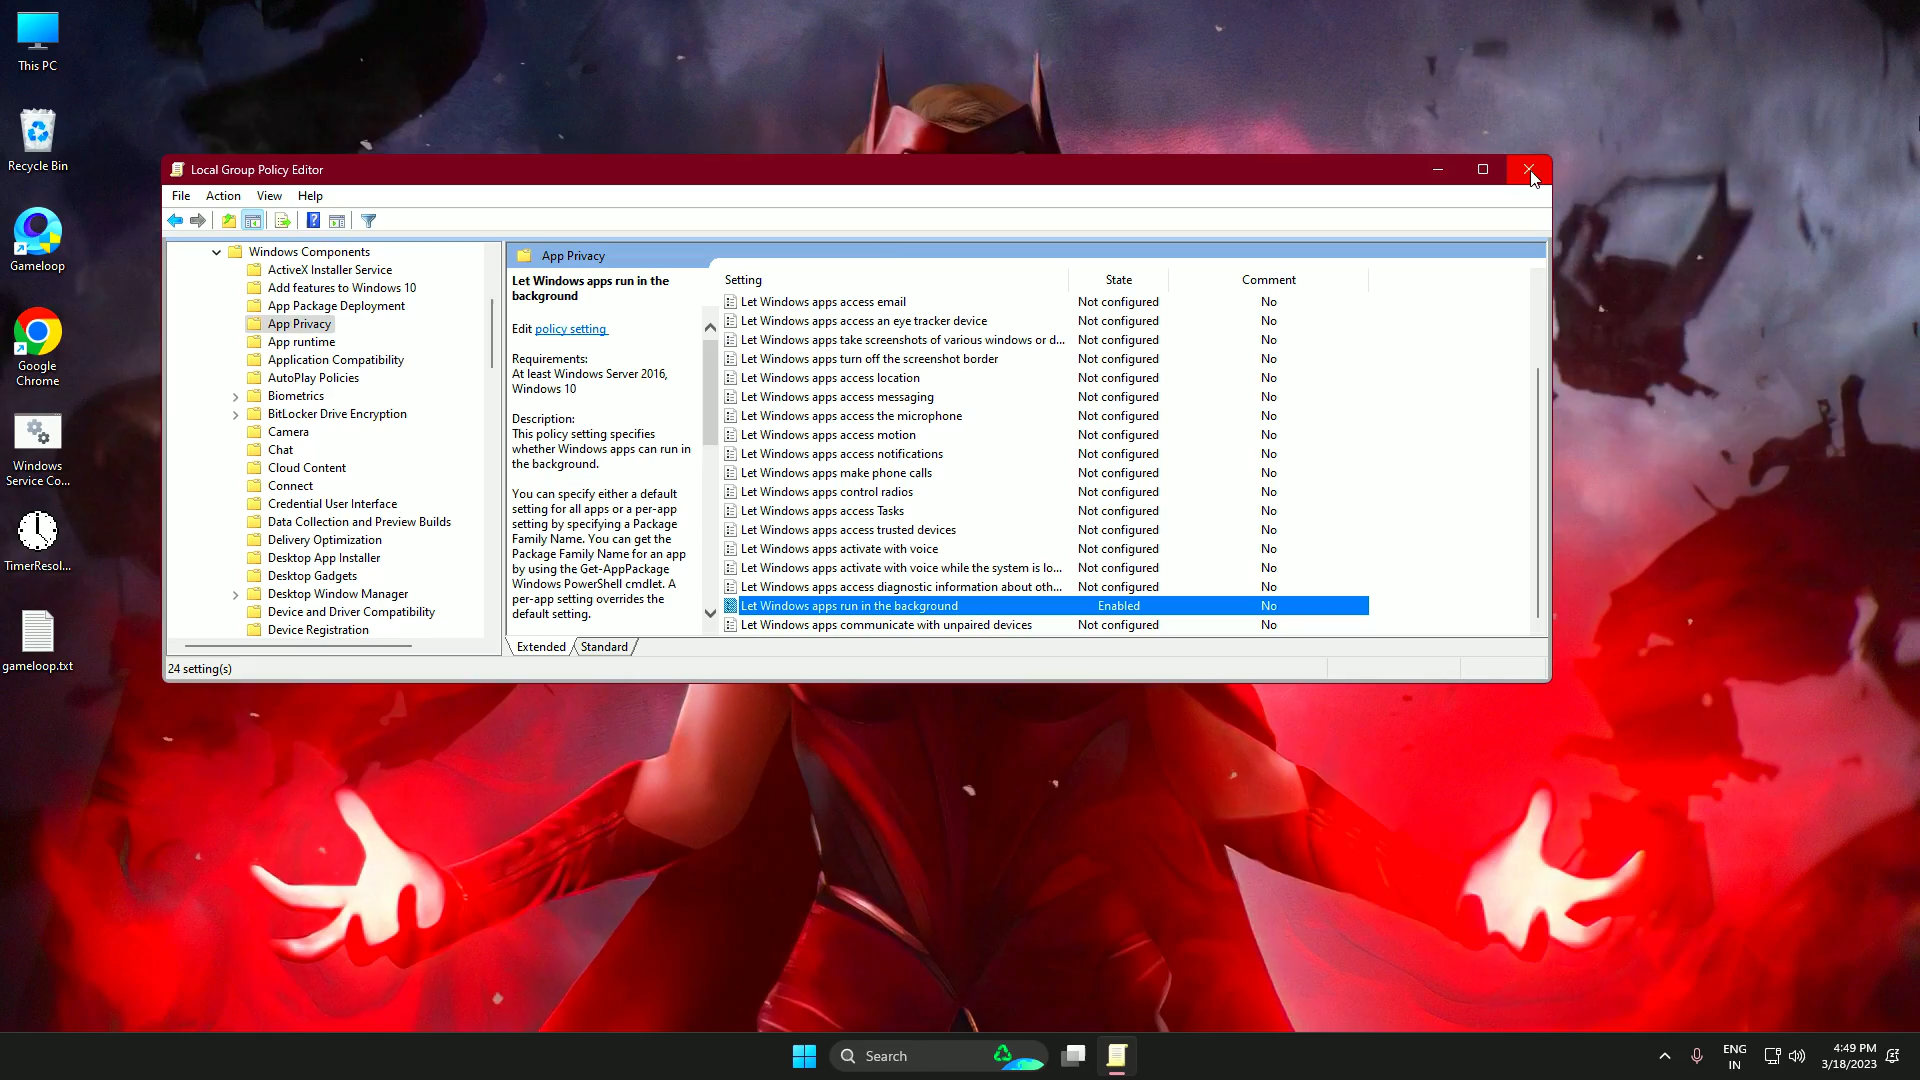 This PC
Recycle Bin
Gameloop
Google
Chrome
Windows
Service Co...
TimerResol...
gameloop.txt
Local Group Policy Editor
File Action View Help
Windows Components
ActiveX Installer Service
Add features to Windows 10
App Package Deployment
App Privacy
App runtime
Application Compatibility
AutoPlay Policies
Biometrics
BitLocker Drive Encryption
Camera
Chat
Cloud Content
Connect
Credential User Interface
Data Collection and Preview Builds
Delivery Optimization
Desktop App Installer
Desktop Gadgets
Desktop Window Manager
Device and Driver Compatibility
Device Registration
App Privacy
Let Windows apps run in the
background
Edit policy setting
Requirements:
At least Windows Server 2016,
Windows 10
Description:
This policy setting specifies
whether Windows apps can run in
the background.
You can specify either a default
setting for all apps or a per-app
setting by specifying a Package
Family Name. You can get the
Package Family Name for an app
by using the Get-AppPackage
Windows PowerShell cmdlet. A
per-app setting overrides the
default setting.
Setting State Comment
Let Windows apps access email Not configured No
Let Windows apps access an eye tracker device Not configured No
Let Windows apps take screenshots of various windows or d... Not configured No
Let Windows apps turn off the screenshot border Not configured No
Let Windows apps access location Not configured No
Let Windows apps access messaging Not configured No
Let Windows apps access the microphone Not configured No
Let Windows apps access motion Not configured No
Let Windows apps access notifications Not configured No
Let Windows apps make phone calls Not configured No
Let Windows apps control radios Not configured No
Let Windows apps access Tasks Not configured No
Let Windows apps access trusted devices Not configured No
Let Windows apps activate with voice Not configured No
Let Windows apps activate with voice while the system is lo... Not configured No
Let Windows apps access diagnostic information about oth... Not configured No
Let Windows apps run in the background Enabled No
Let Windows apps communicate with unpaired devices Not configured No
Extended Standard
24 setting(s)
Search
ENG
IN
4:49 PM
3/18/2023